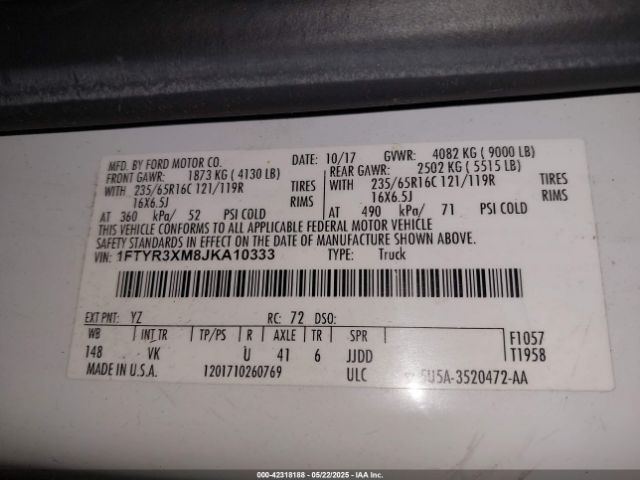 MFD. BY FORD MOTOR CO. DATE: 10/17 GVWR: 4082 KG ( 9000 LB)
FRONT GAWR: 1873 KG ( 4130 LB) REAR GAWR: 2502 KG ( 5515 LB)
WITH 235/65R16C 121/119R TIRES WITH 235/65R16C 121/119R TIRES
16X6.5J RIMS 16X6.5J RIMS
AT 360 kPa/ 52 PSI COLD AT 490 kPa/ 71 PSI COLD
THIS VEHICLE CONFORMS TO ALL APPLICABLE FEDERAL MOTOR VEHICLE
SAFETY STANDARDS IN EFFECT ON THE DATE OF MANUFACTURE SHOWN ABOVE.
VIN: 1FTYR3XM8JKA10333 TYPE: Truck
EXT PNT: YZ RC: 72 DSO:
WB INT TR TP/PS R AXLE TR SPR F1057
148 VK U 41 6 JJDD T1958
MADE IN U.S.A. 1201710260769 ULC 5U5A-3520472-AA
000-42318188 - 05/22/2025 - IAAI, Inc. - Copyright